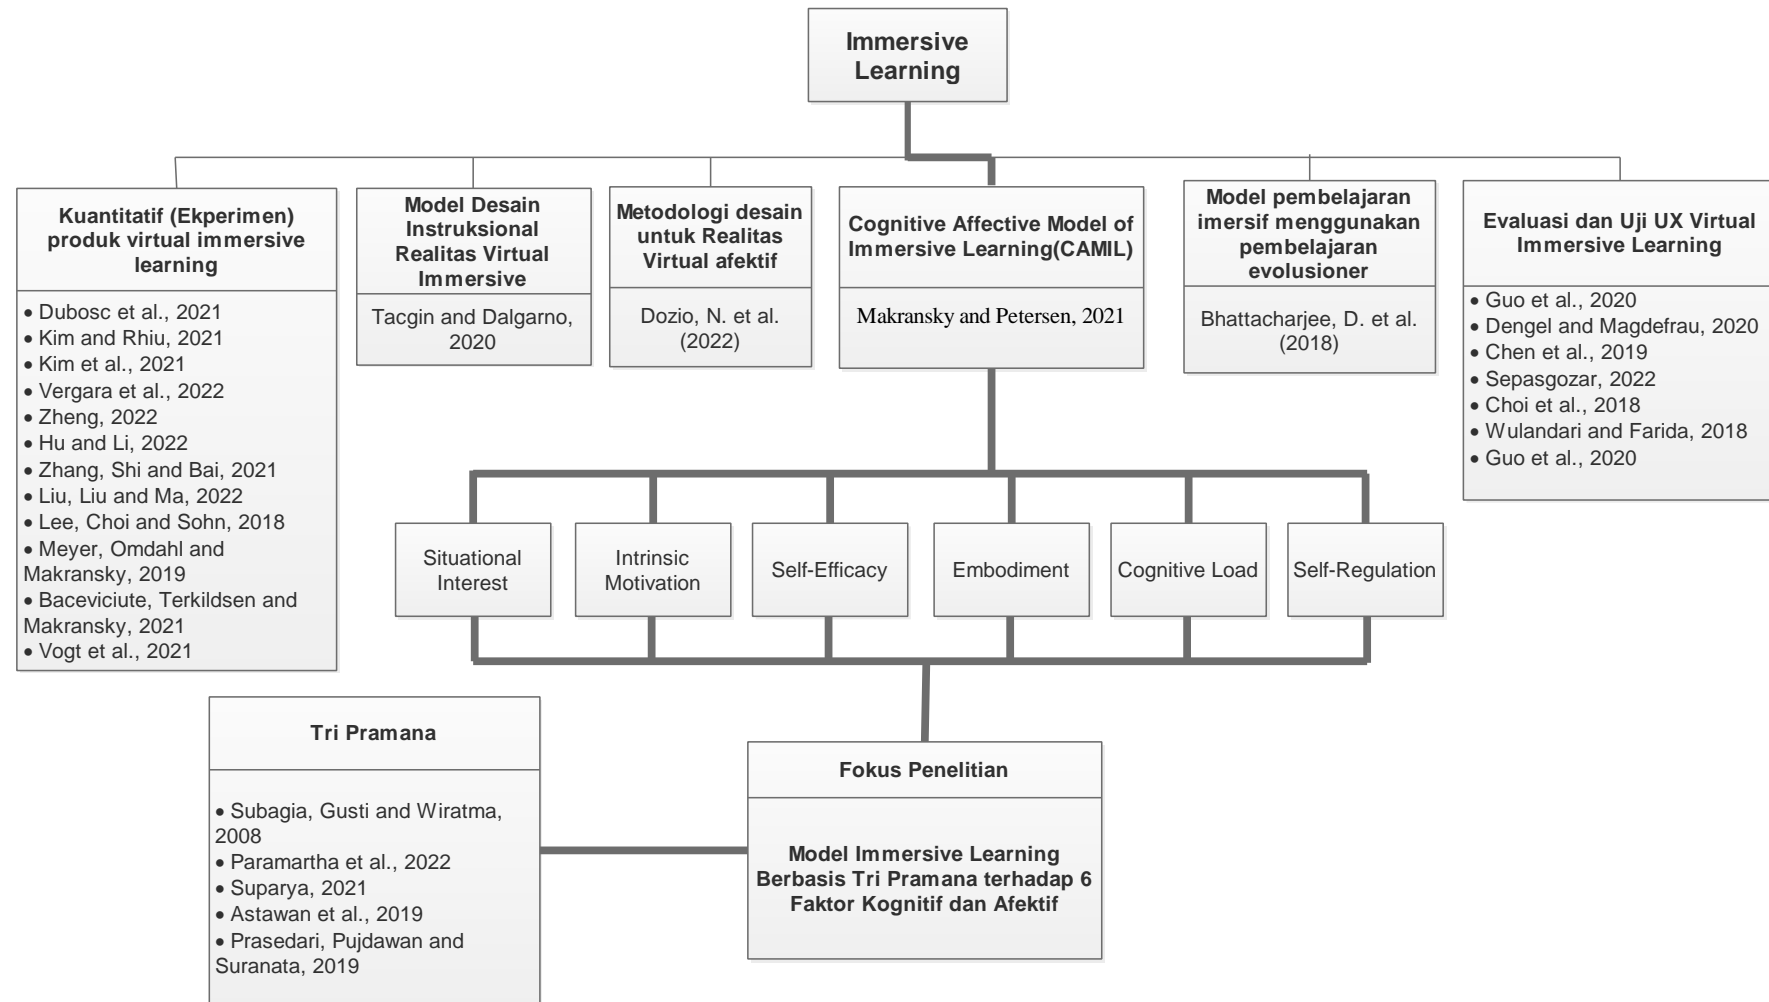 Immersive
Learning
Kuantitatif (Ekperimen)
produk virtual immersive
learning
• Dubosc et al., 2021
• Kim and Rhiu, 2021
• Kim et al., 2021
• Vergara et al., 2022
• Zheng, 2022
• Hu and Li, 2022
• Zhang, Shi and Bai, 2021
• Liu, Liu and Ma, 2022
• Lee, Choi and Sohn, 2018
• Meyer, Omdahl and
Makransky, 2019
• Baceviciute, Terkildsen and
Makransky, 2021
• Vogt et al., 2021
Model Desain
Instruksional
Realitas Virtual
Immersive
Tacgin and Dalgarno,
2020
Metodologi desain
untuk Realitas
Virtual afektif
Dozio, N. et al.
(2022)
Cognitive Affective Model of
Immersive Learning(CAMIL)
Makransky and Petersen, 2021
Model pembelajaran
imersif menggunakan
pembelajaran
evolusioner
Bhattacharjee, D. et al.
(2018)
Evaluasi dan Uji UX Virtual
Immersive Learning
• Guo et al., 2020
• Dengel and Magdefrau, 2020
• Chen et al., 2019
• Sepasgozar, 2022
• Choi et al., 2018
• Wulandari and Farida, 2018
• Guo et al., 2020
Situational
Interest
Intrinsic
Motivation
Self-Efficacy
Embodiment
Cognitive Load
Self-Regulation
Tri Pramana
• Subagia, Gusti and Wiratma,
2008
• Paramartha et al., 2022
• Suparya, 2021
• Astawan et al., 2019
• Prasedari, Pujdawan and
Suranata, 2019
Fokus Penelitian
Model Immersive Learning
Berbasis Tri Pramana terhadap 6
Faktor Kognitif dan Afektif